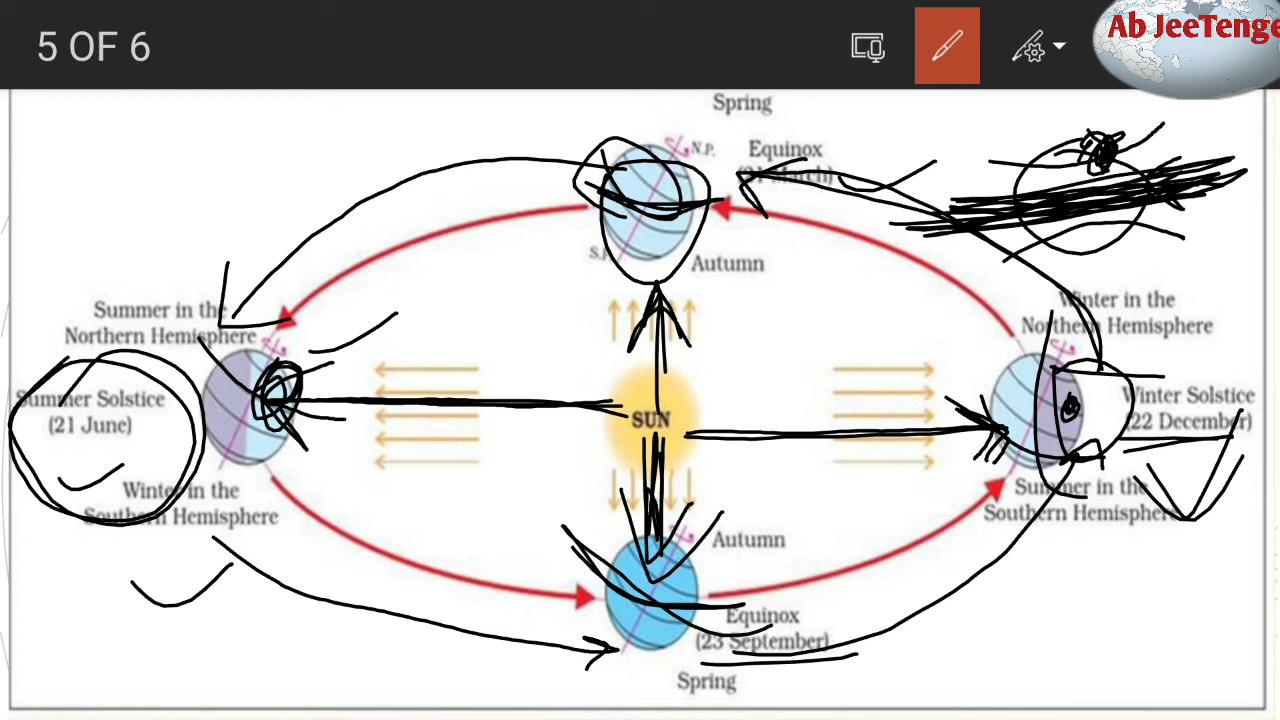 5 OF 6
Ab JeeTenge
Spring
N.P.
Equinox
(21 March)
S.P.
Autumn
Summer in the
Northern Hemisphere
Summer Solstice
(21 June)
Winter in the
Southern Hemisphere
SUN
Winter in the
Northern Hemisphere
Winter Solstice
(22 December)
Summer in the
Southern Hemisphere
Autumn
Equinox
(23 September)
Spring